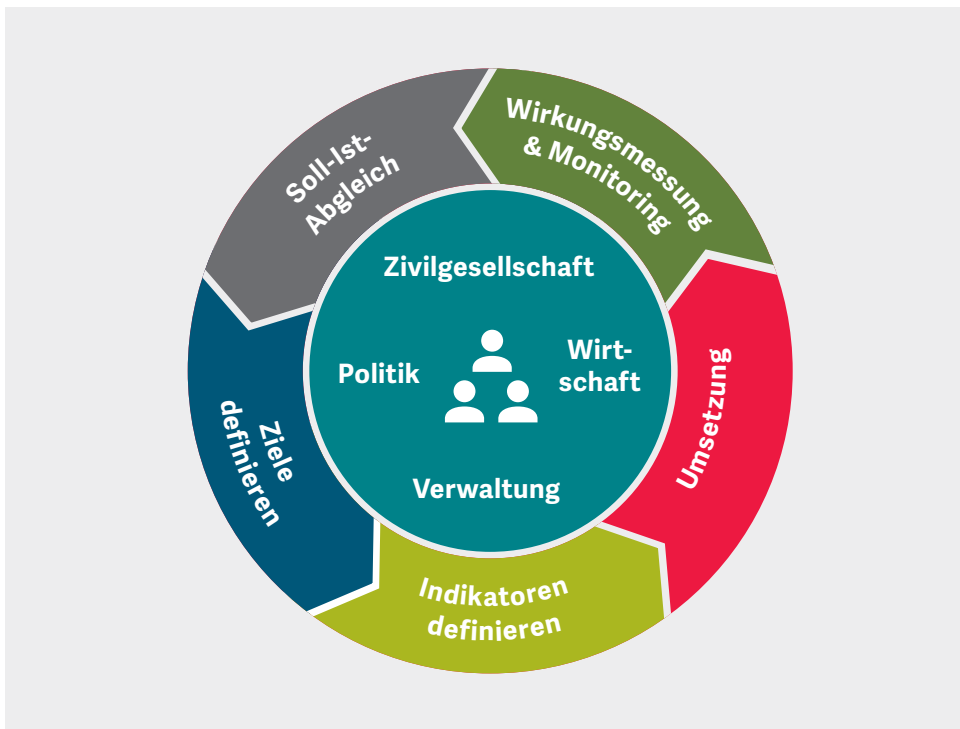 Wirkungsmessung
& Monitoring
Soll-Ist-
Abgleich
Zivilgesellschaft
Politik
Wirt-
schaft
Verwaltung
Umsetzung
Ziele
definieren
Indikatoren
definieren